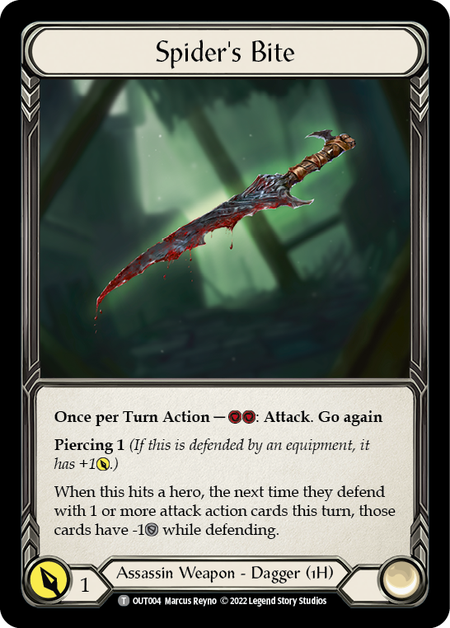 Spider's Bite
Once per Turn Action — : Attack. Go again
Piercing 1 (If this is defended by an equipment, it
has +1.)
When this hits a hero, the next time they defend
with 1 or more attack action cards this turn, those
cards have -1 while defending.
1
Assassin Weapon - Dagger (1H)
T OUT004 Marcus Reyno © 2022 Legend Story Studios